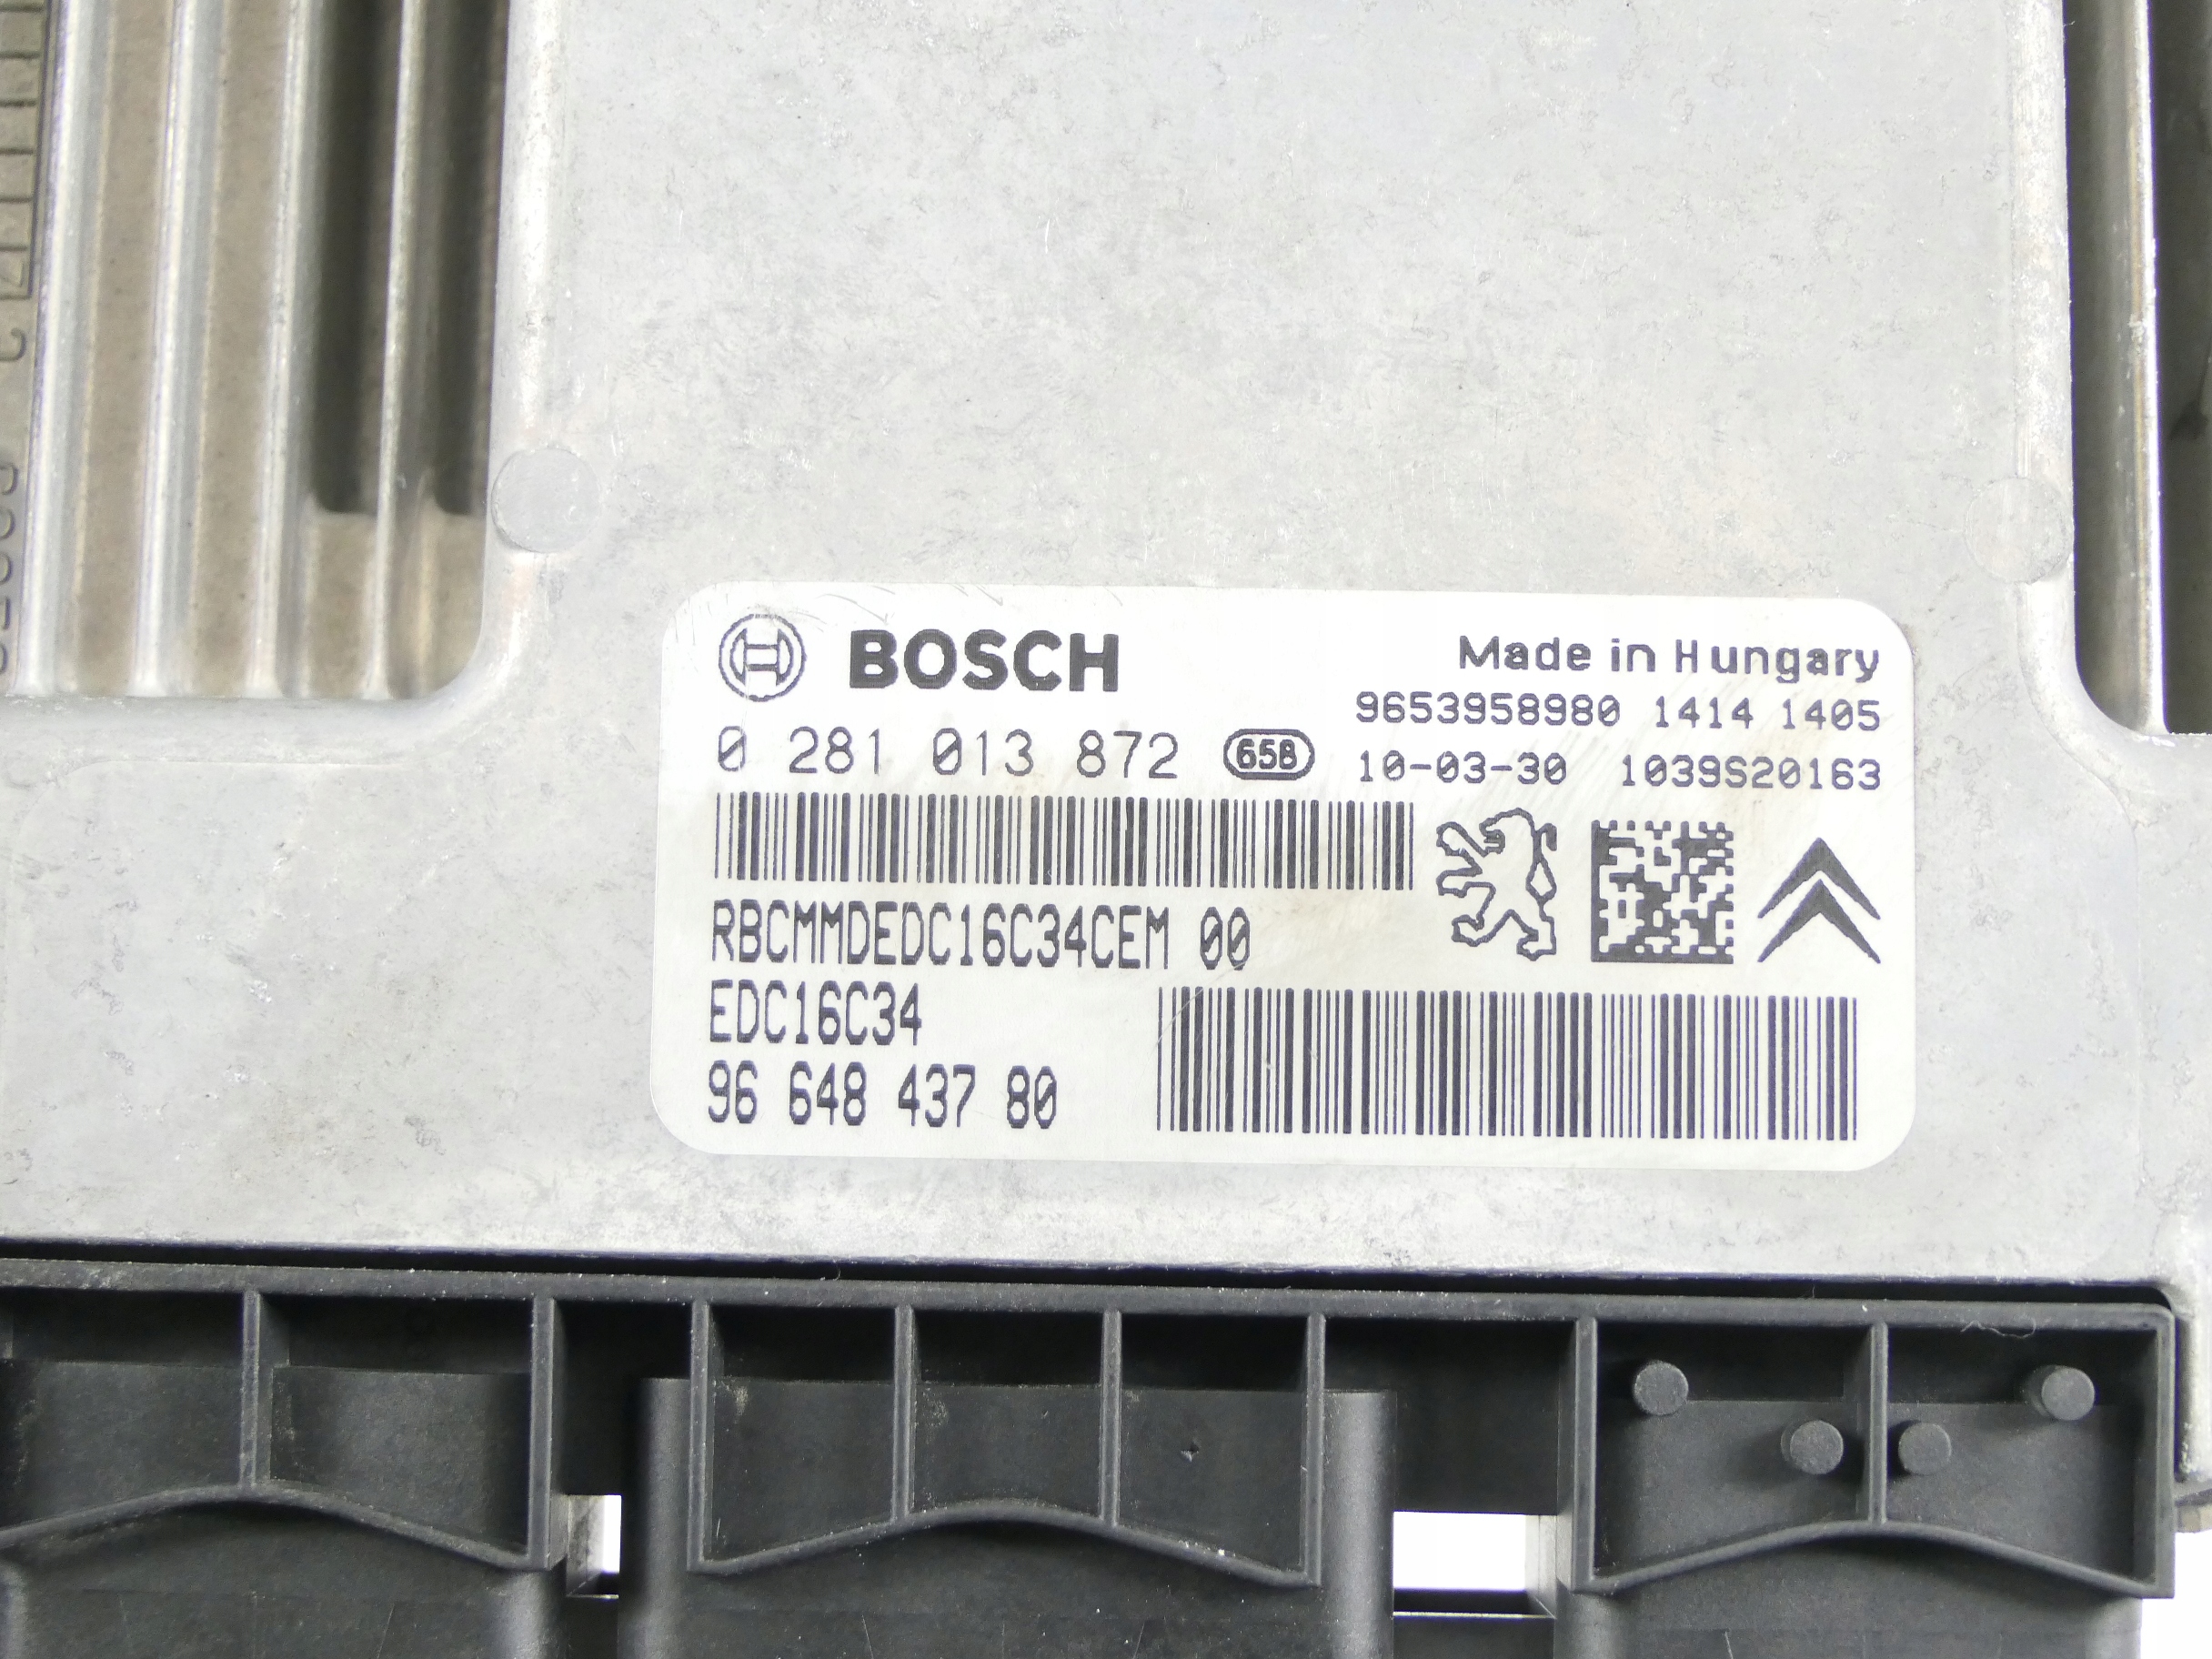 BOSCH
Made in Hungary
9653958980 1414 1405
0 281 013 872 658
10-03-30 1039S20163
RBCMMDEDC16C34CEM 00
EDC16C34
96 648 437 80